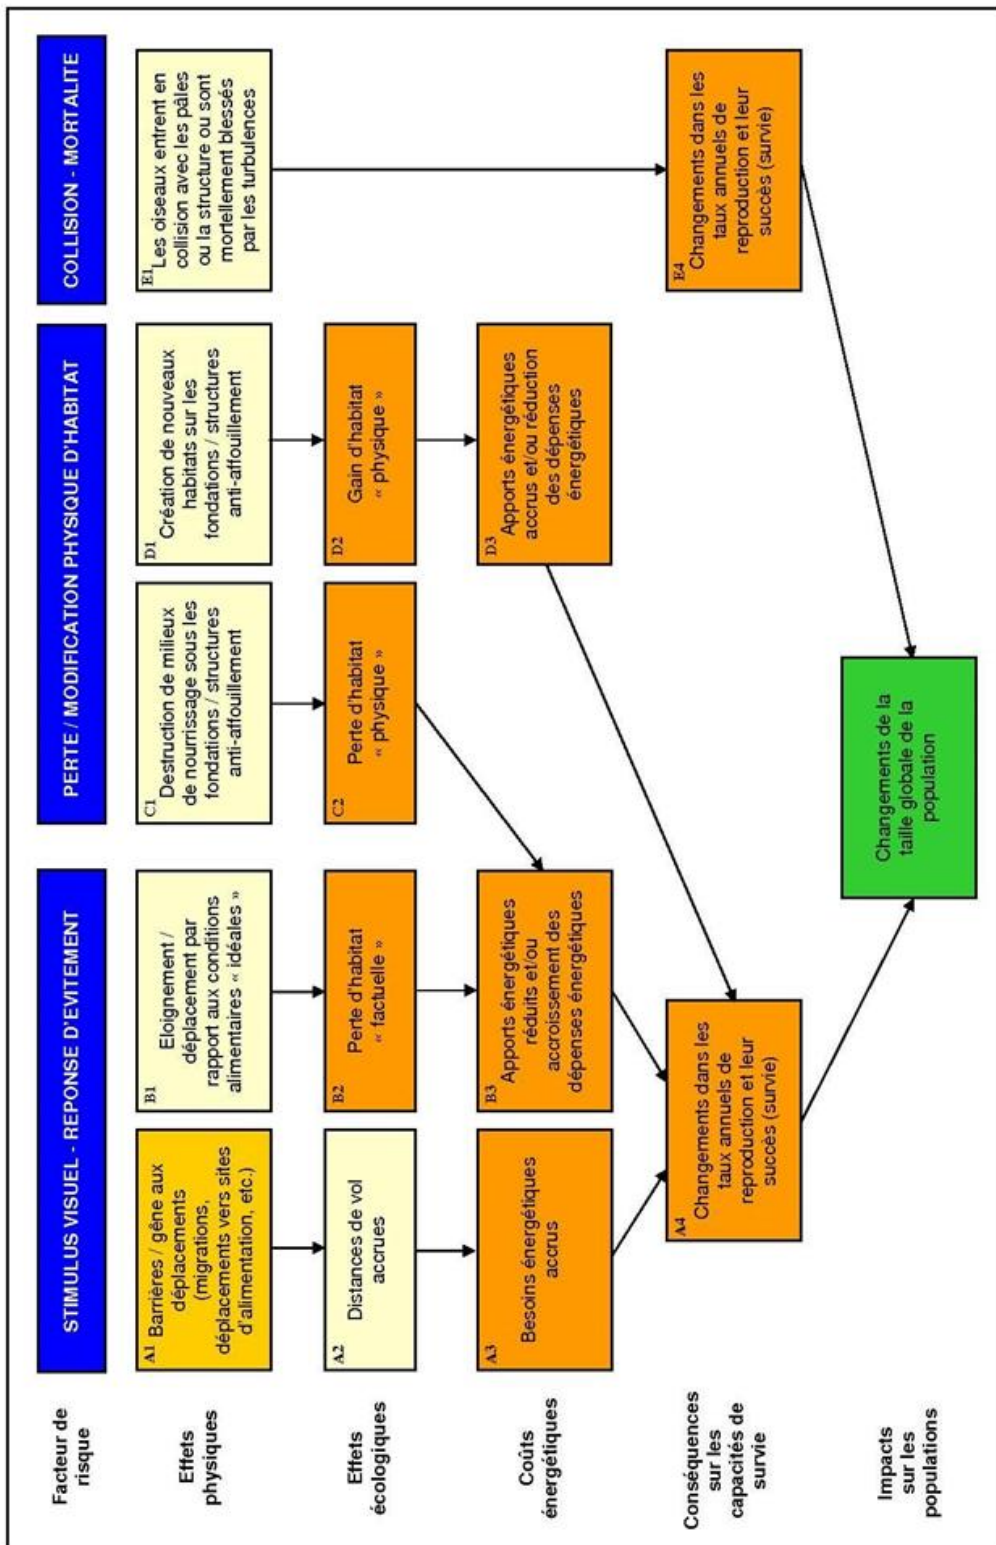 Facteur de
risque
STIMULUS VISUEL - REPONSE D'EVITEMENT
PERTE / MODIFICATION PHYSIQUE D'HABITAT
COLLISION - MORTALITE
Effets
physiques
A1 Barrières / gêne aux
déplacements
(migrations,
déplacements vers sites
d'alimentation, etc.)
B1 Eloignement /
déplacement par
rapport aux conditions
alimentaires « idéales »
C1 Destruction de milieux
de nourrissage sous les
fondations / structures
anti-affouillement
D1 Création de nouveaux
habitats sur les
fondations / structures
anti-affouillement
E1 Les oiseaux entrent en
collision avec les pâles
ou la structure ou sont
mortellement blessés
par les turbulences
Effets
écologiques
A2 Distances de vol
accrues
B2 Perte d'habitat
« factuelle »
C2 Perte d'habitat
« physique »
D2 Gain d'habitat
« physique »
Coûts
énergétiques
A3 Besoins énergétiques
accrus
B3 Apports énergétiques
réduits et/ou
accroissement des
dépenses énergétiques
D3 Apports énergétiques
accrus et/ou réduction
des dépenses
énergétiques
Conséquences
sur les
capacités de
survie
A4 Changements dans les
taux annuels de
reproduction et leur
succès (survie)
E4 Changements dans les
taux annuels de
reproduction et leur
succès (survie)
Impacts
sur les
populations
Changements de la
taille globale de la
population